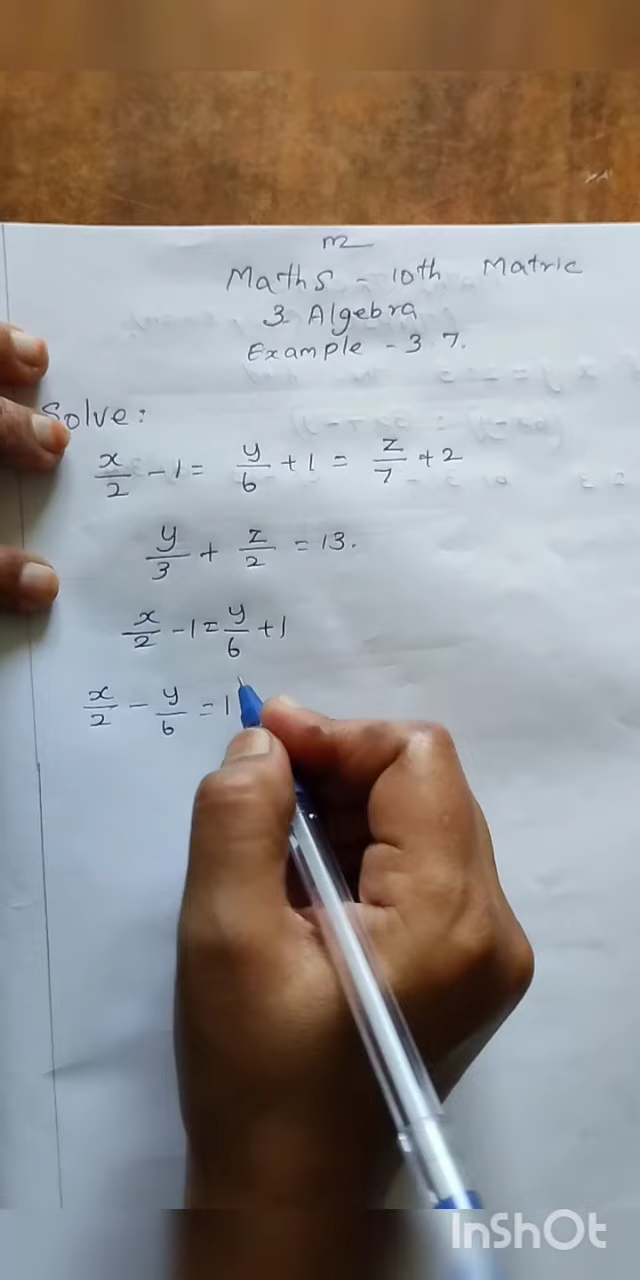 m
Maths - 10th Matric
3 Algebra
Example - 3 7.
Solve:
x/2 - 1 = y/6 + 1 = z/7 + 2
y/3 + z/2 = 13.
x/2 - 1 = y/6 + 1
x/2 - y/6 = 1
InShOt